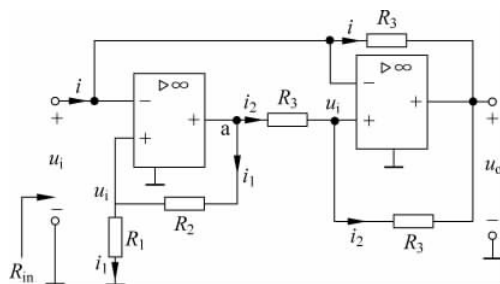 i R₃
▷∞ ▷∞
i − i₂ R₃ uᵢ −
+ + a + +
+ +
uᵢ i₁ uₒ
uᵢ R₂ i₂
− R₃ −
Rᵢₙ i₁ R₁